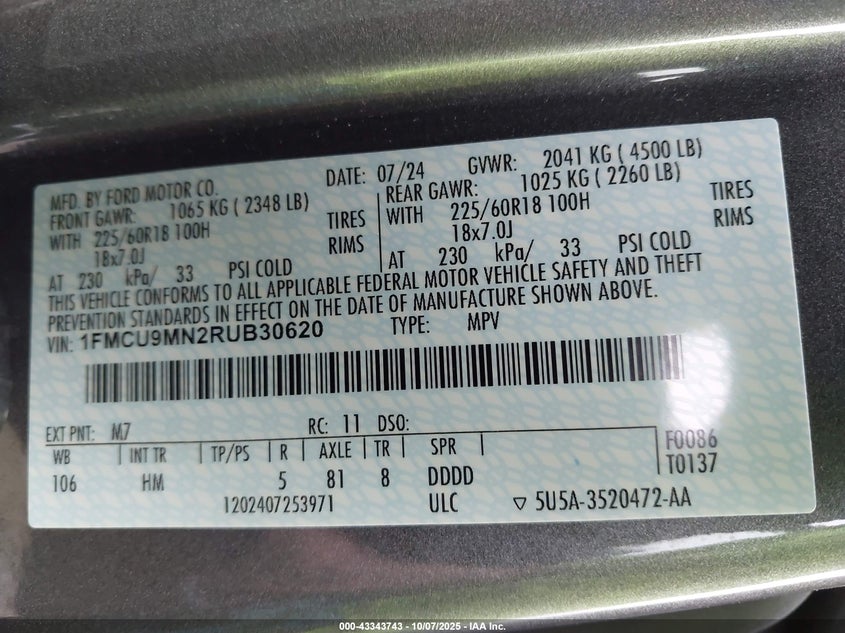 MFD. BY FORD MOTOR CO. DATE: 07/24 GVWR: 2041 KG ( 4500 LB)
FRONT GAWR: 1065 KG ( 2348 LB) REAR GAWR: 1025 KG ( 2260 LB)
WITH 225/60R18 100H TIRES WITH 225/60R18 100H TIRES
18x7.0J RIMS 18x7.0J RIMS
AT 230 kPa/ 33 PSI COLD AT 230 kPa/ 33 PSI COLD
THIS VEHICLE CONFORMS TO ALL APPLICABLE FEDERAL MOTOR VEHICLE SAFETY AND THEFT
PREVENTION STANDARDS IN EFFECT ON THE DATE OF MANUFACTURE SHOWN ABOVE.
VIN: 1FMCU9MN2RUB30620 TYPE: MPV
EXT PNT: M7 RC: 11 DSO:
WB INT TR TP/PS R AXLE TR SPR F0086
106 HM 5 81 8 DDDD T0137
1202407253971 ULC ▽ 5U5A-3520472-AA
000-43343743 | 10/07/2025 - IAA Inc.